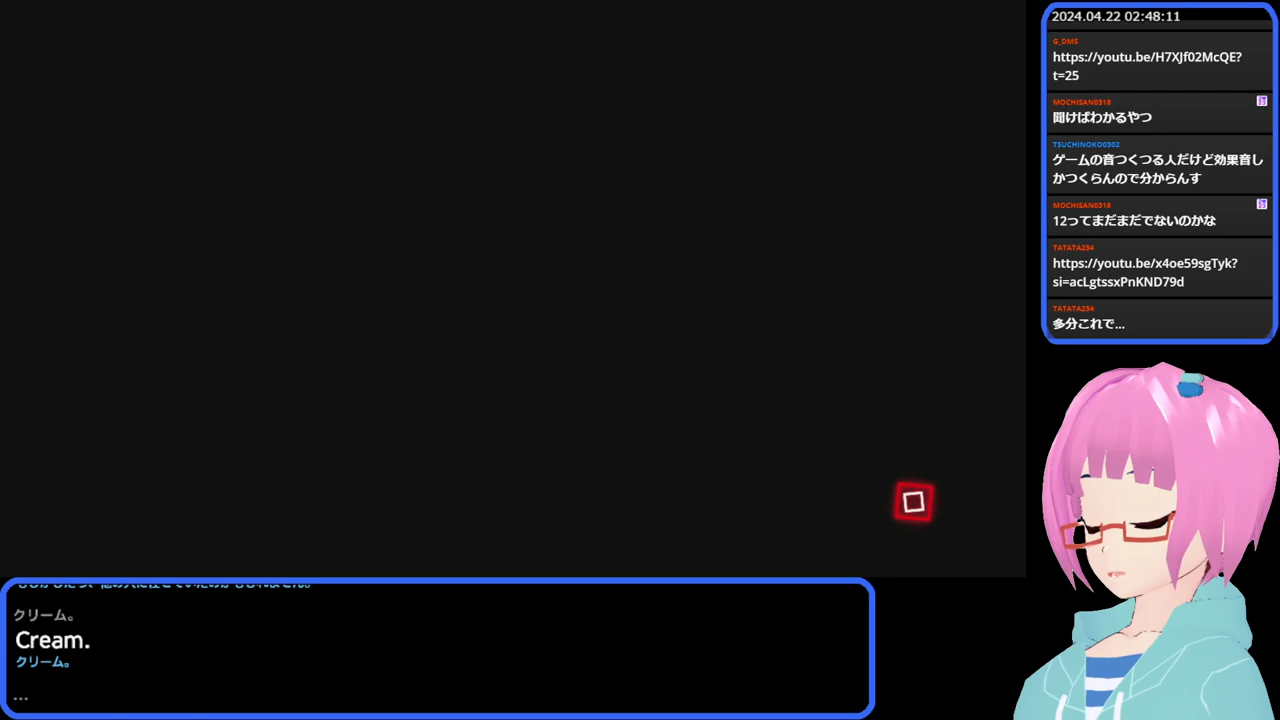 2024.04.22 02:48:11
G_DMS
https://youtu.be/H7XJf02McQE?
t=25
MOCHISAN0318
聞けばわかるやつ
TSUCHINOKO0302
ゲームの音つくつる人だけど効果音し
かつくらんので分からんす
MOCHISAN0318
12ってまだまだでないのかな
TATATA234
https://youtu.be/x4oe59sgTyk?
si=acLgtssxPnKND79d
TATATA234
多分これで...
クリーム。
Cream.
クリーム。
...